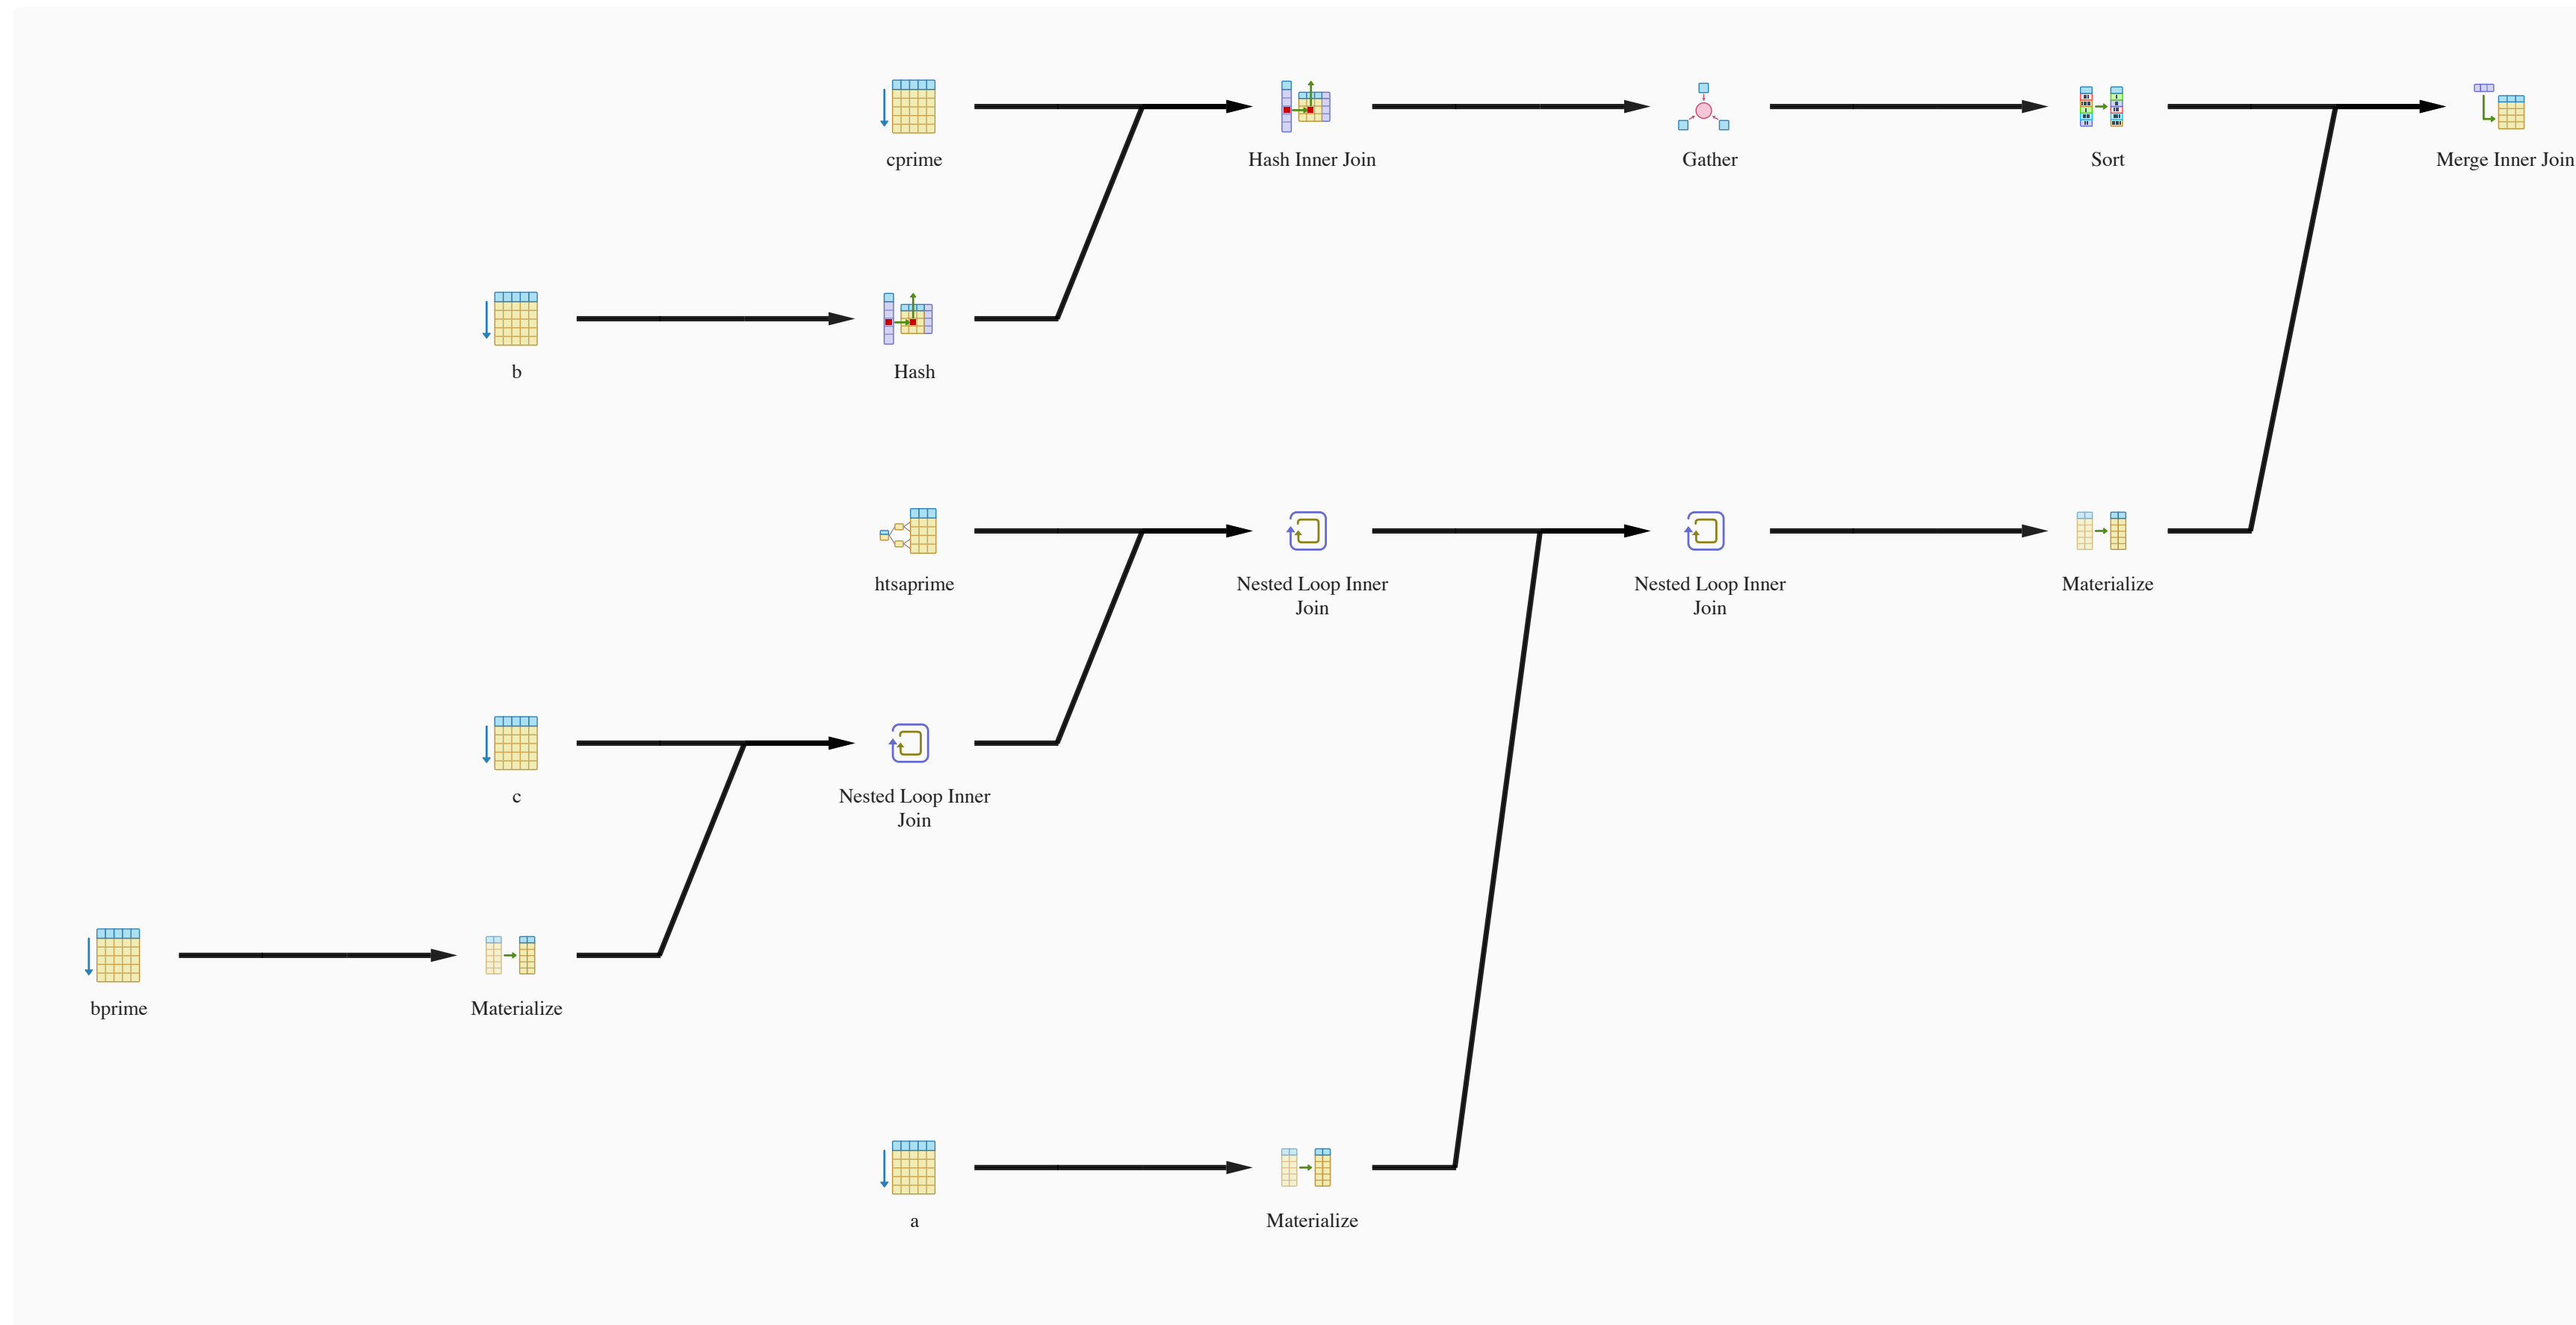 cprime
Hash Inner Join
Gather
Sort
Merge Inner Join
b
Hash
htsaprime
Nested Loop Inner
Join
Nested Loop Inner
Join
Materialize
c
Nested Loop Inner
Join
bprime
Materialize
a
Materialize